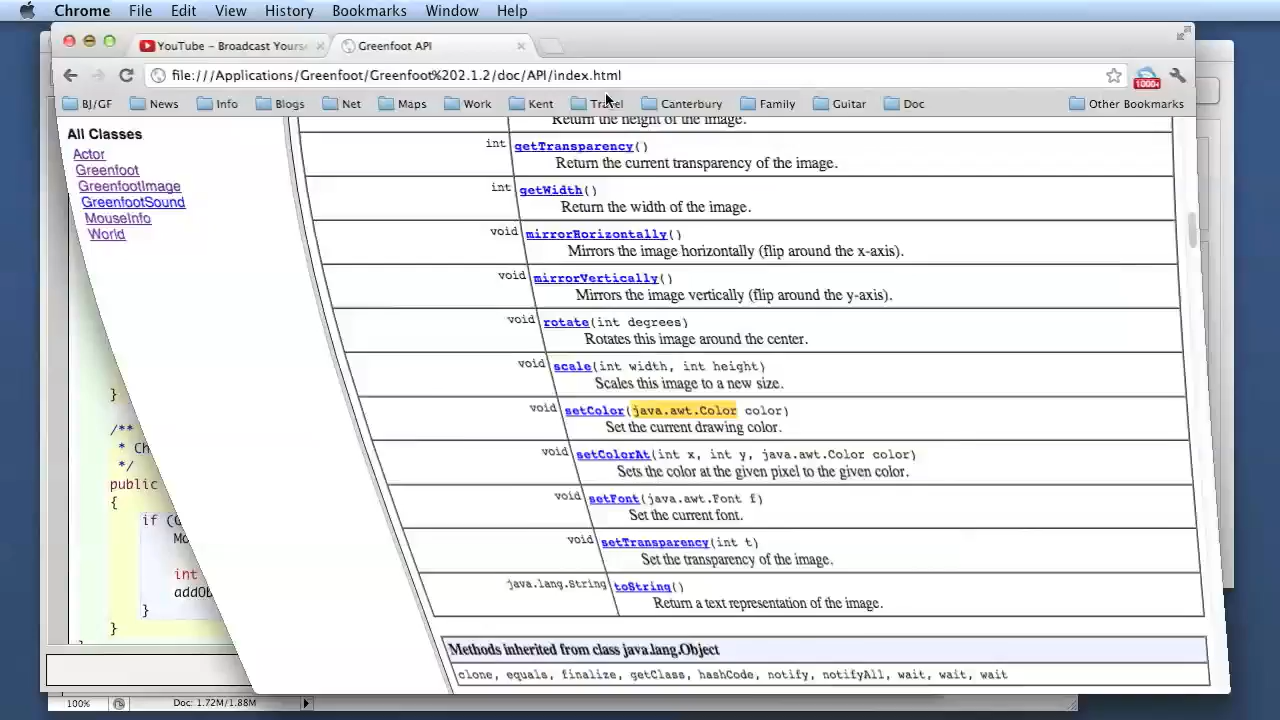 Chrome File Edit View History Bookmarks Window Help
YouTube – Broadcast Yours
Greenfoot API
file:///Applications/Greenfoot/Greenfoot%202.1.2/doc/API/index.html
1000+
BJ/GF News Info Blogs Net Maps Work Kent Travel Canterbury Family Guitar Doc Other Bookmarks
All Classes
Actor
Greenfoot
GreenfootImage
GreenfootSound
MouseInfo
World
Return the height of the image.
int getTransparency()
Return the current transparency of the image.
int getWidth()
Return the width of the image.
void mirrorHorizontally()
Mirrors the image horizontally (flip around the x-axis).
void mirrorVertically()
Mirrors the image vertically (flip around the y-axis).
void rotate(int degrees)
Rotates this image around the center.
void scale(int width, int height)
Scales this image to a new size.
void setColor(java.awt.Color color)
Set the current drawing color.
void setColorAt(int x, int y, java.awt.Color color)
Sets the color at the given pixel to the given color.
void setFont(java.awt.Font f)
Set the current font.
void setTransparency(int t)
Set the transparency of the image.
java.lang.String toString()
Return a text representation of the image.
Methods inherited from class java.lang.Object
clone, equals, finalize, getClass, hashCode, notify, notifyAll, wait, wait, wait
}
/**
* Ch
*/
public
{
if (G
Mo
int
addOb
}
}
100% Doc: 1.72M/1.88M